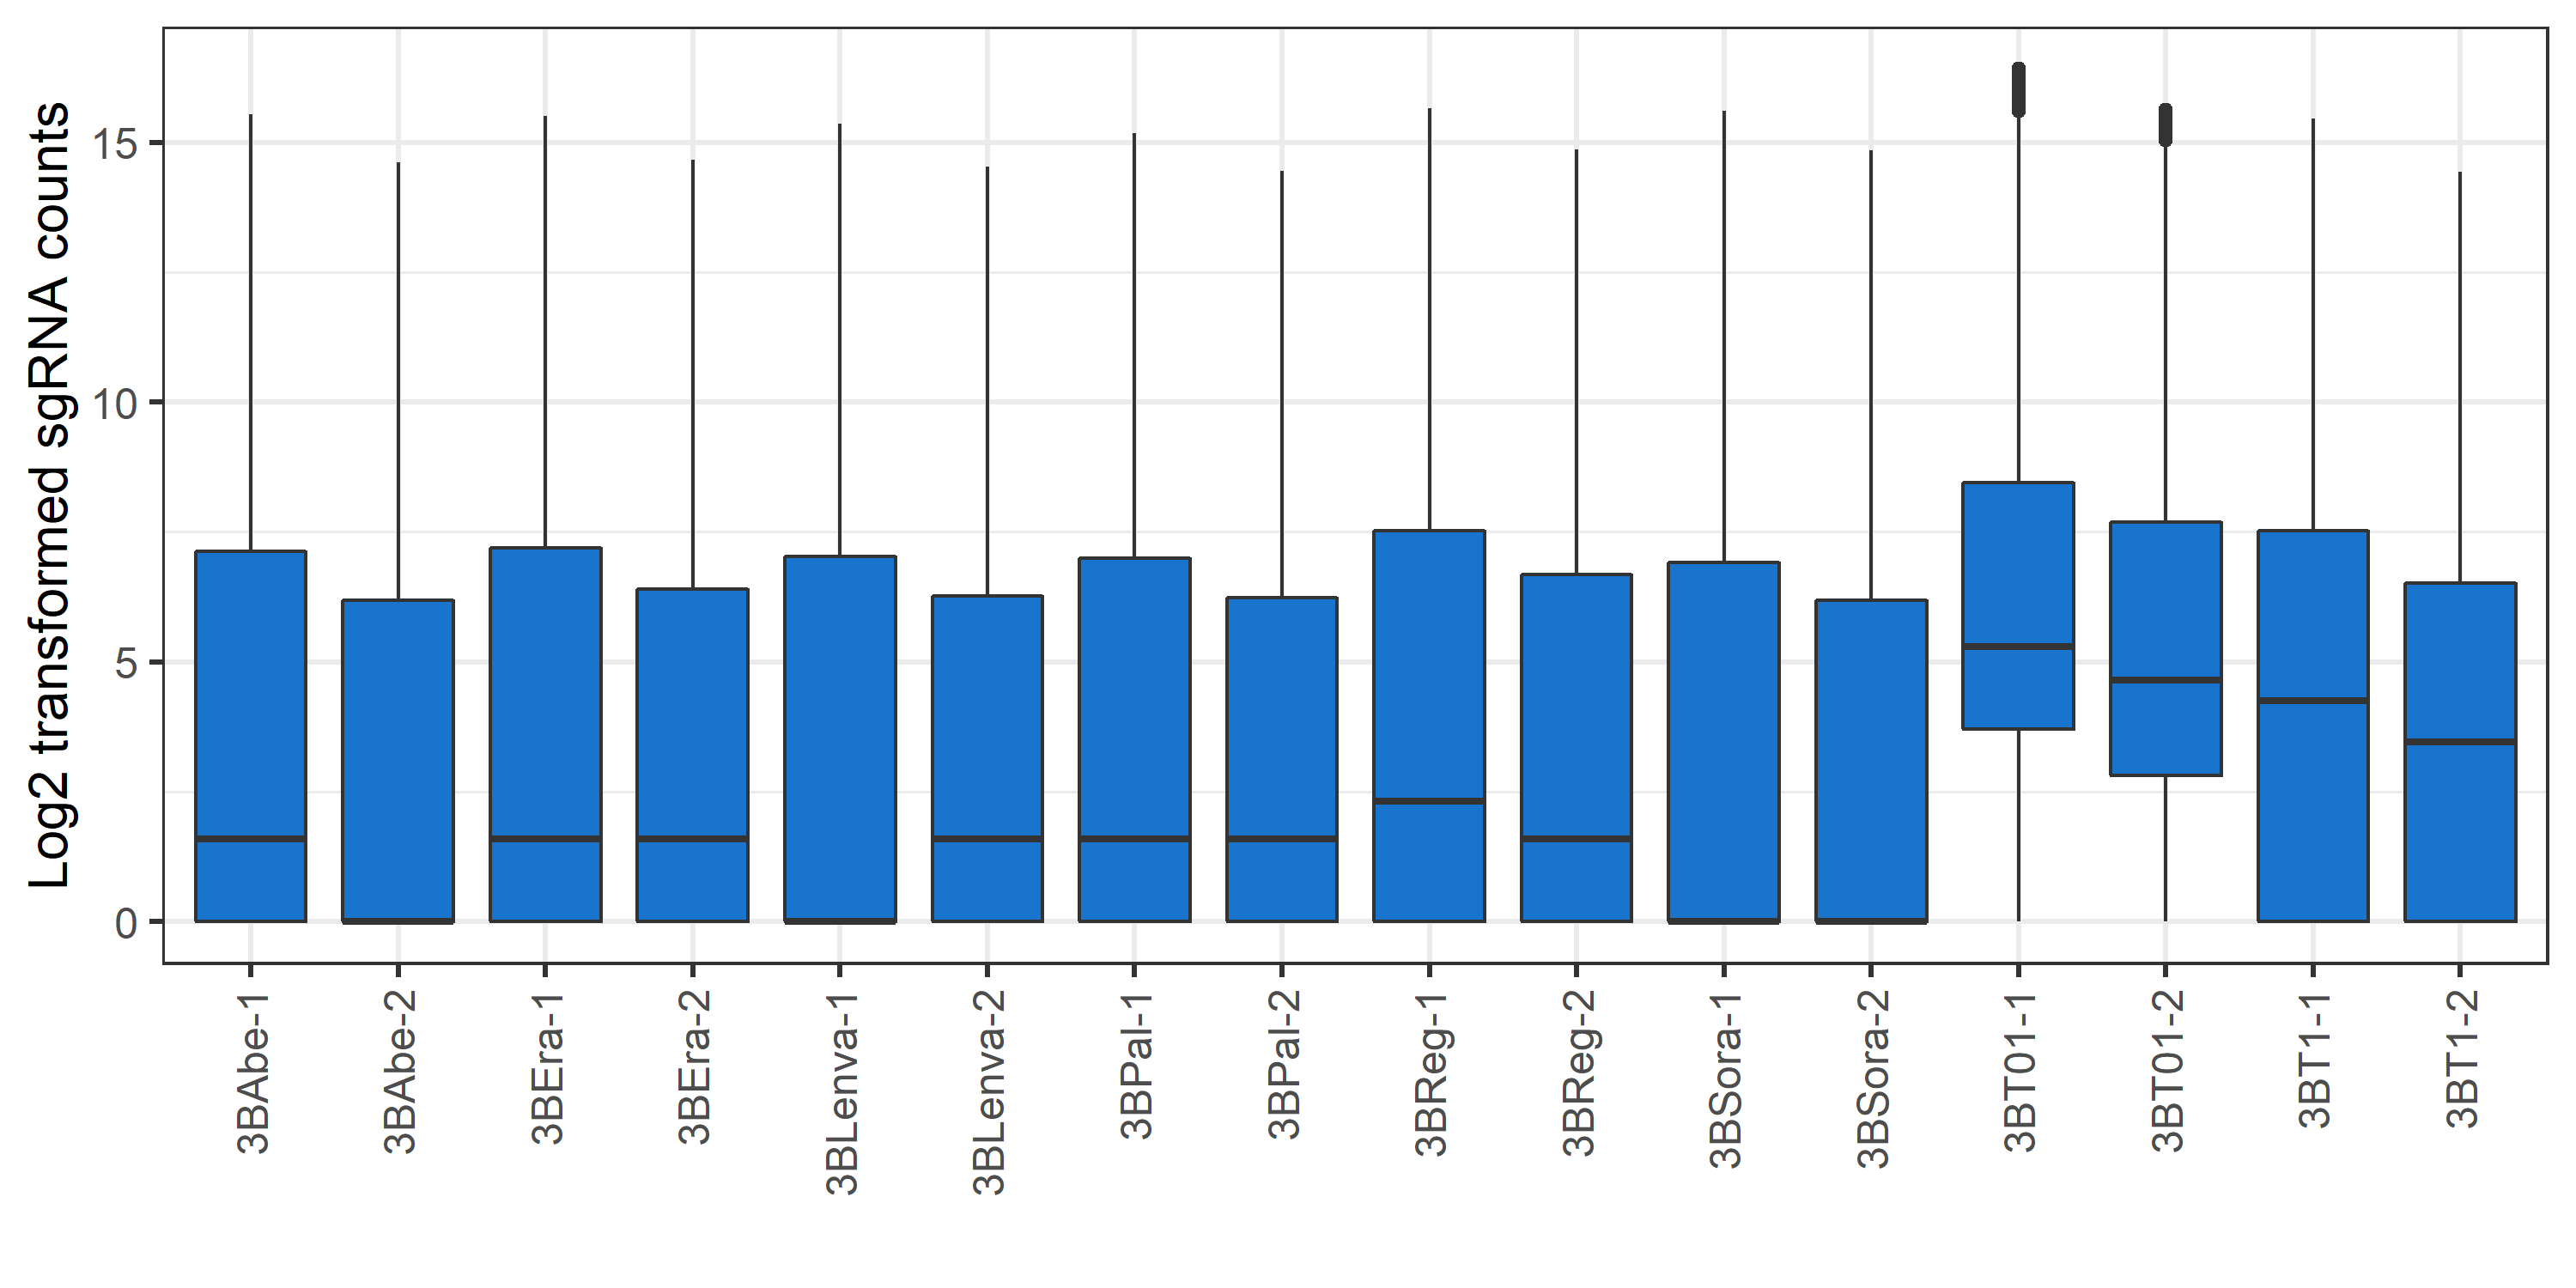 Log2 transformed sgRNA counts
15
10
5
0
3BAbe-1
3BAbe-2
3BEra-1
3BEra-2
3BLenva-1
3BLenva-2
3BPal-1
3BPal-2
3BReg-1
3BReg-2
3BSora-1
3BSora-2
3BT01-1
3BT01-2
3BT1-1
3BT1-2